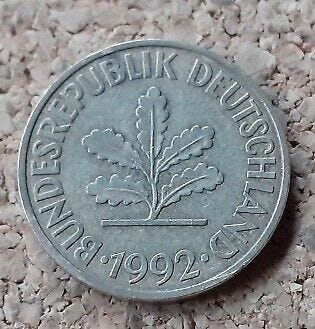 BUNDESREPUBLIK DEUTSCHLAND
· 1992 ·